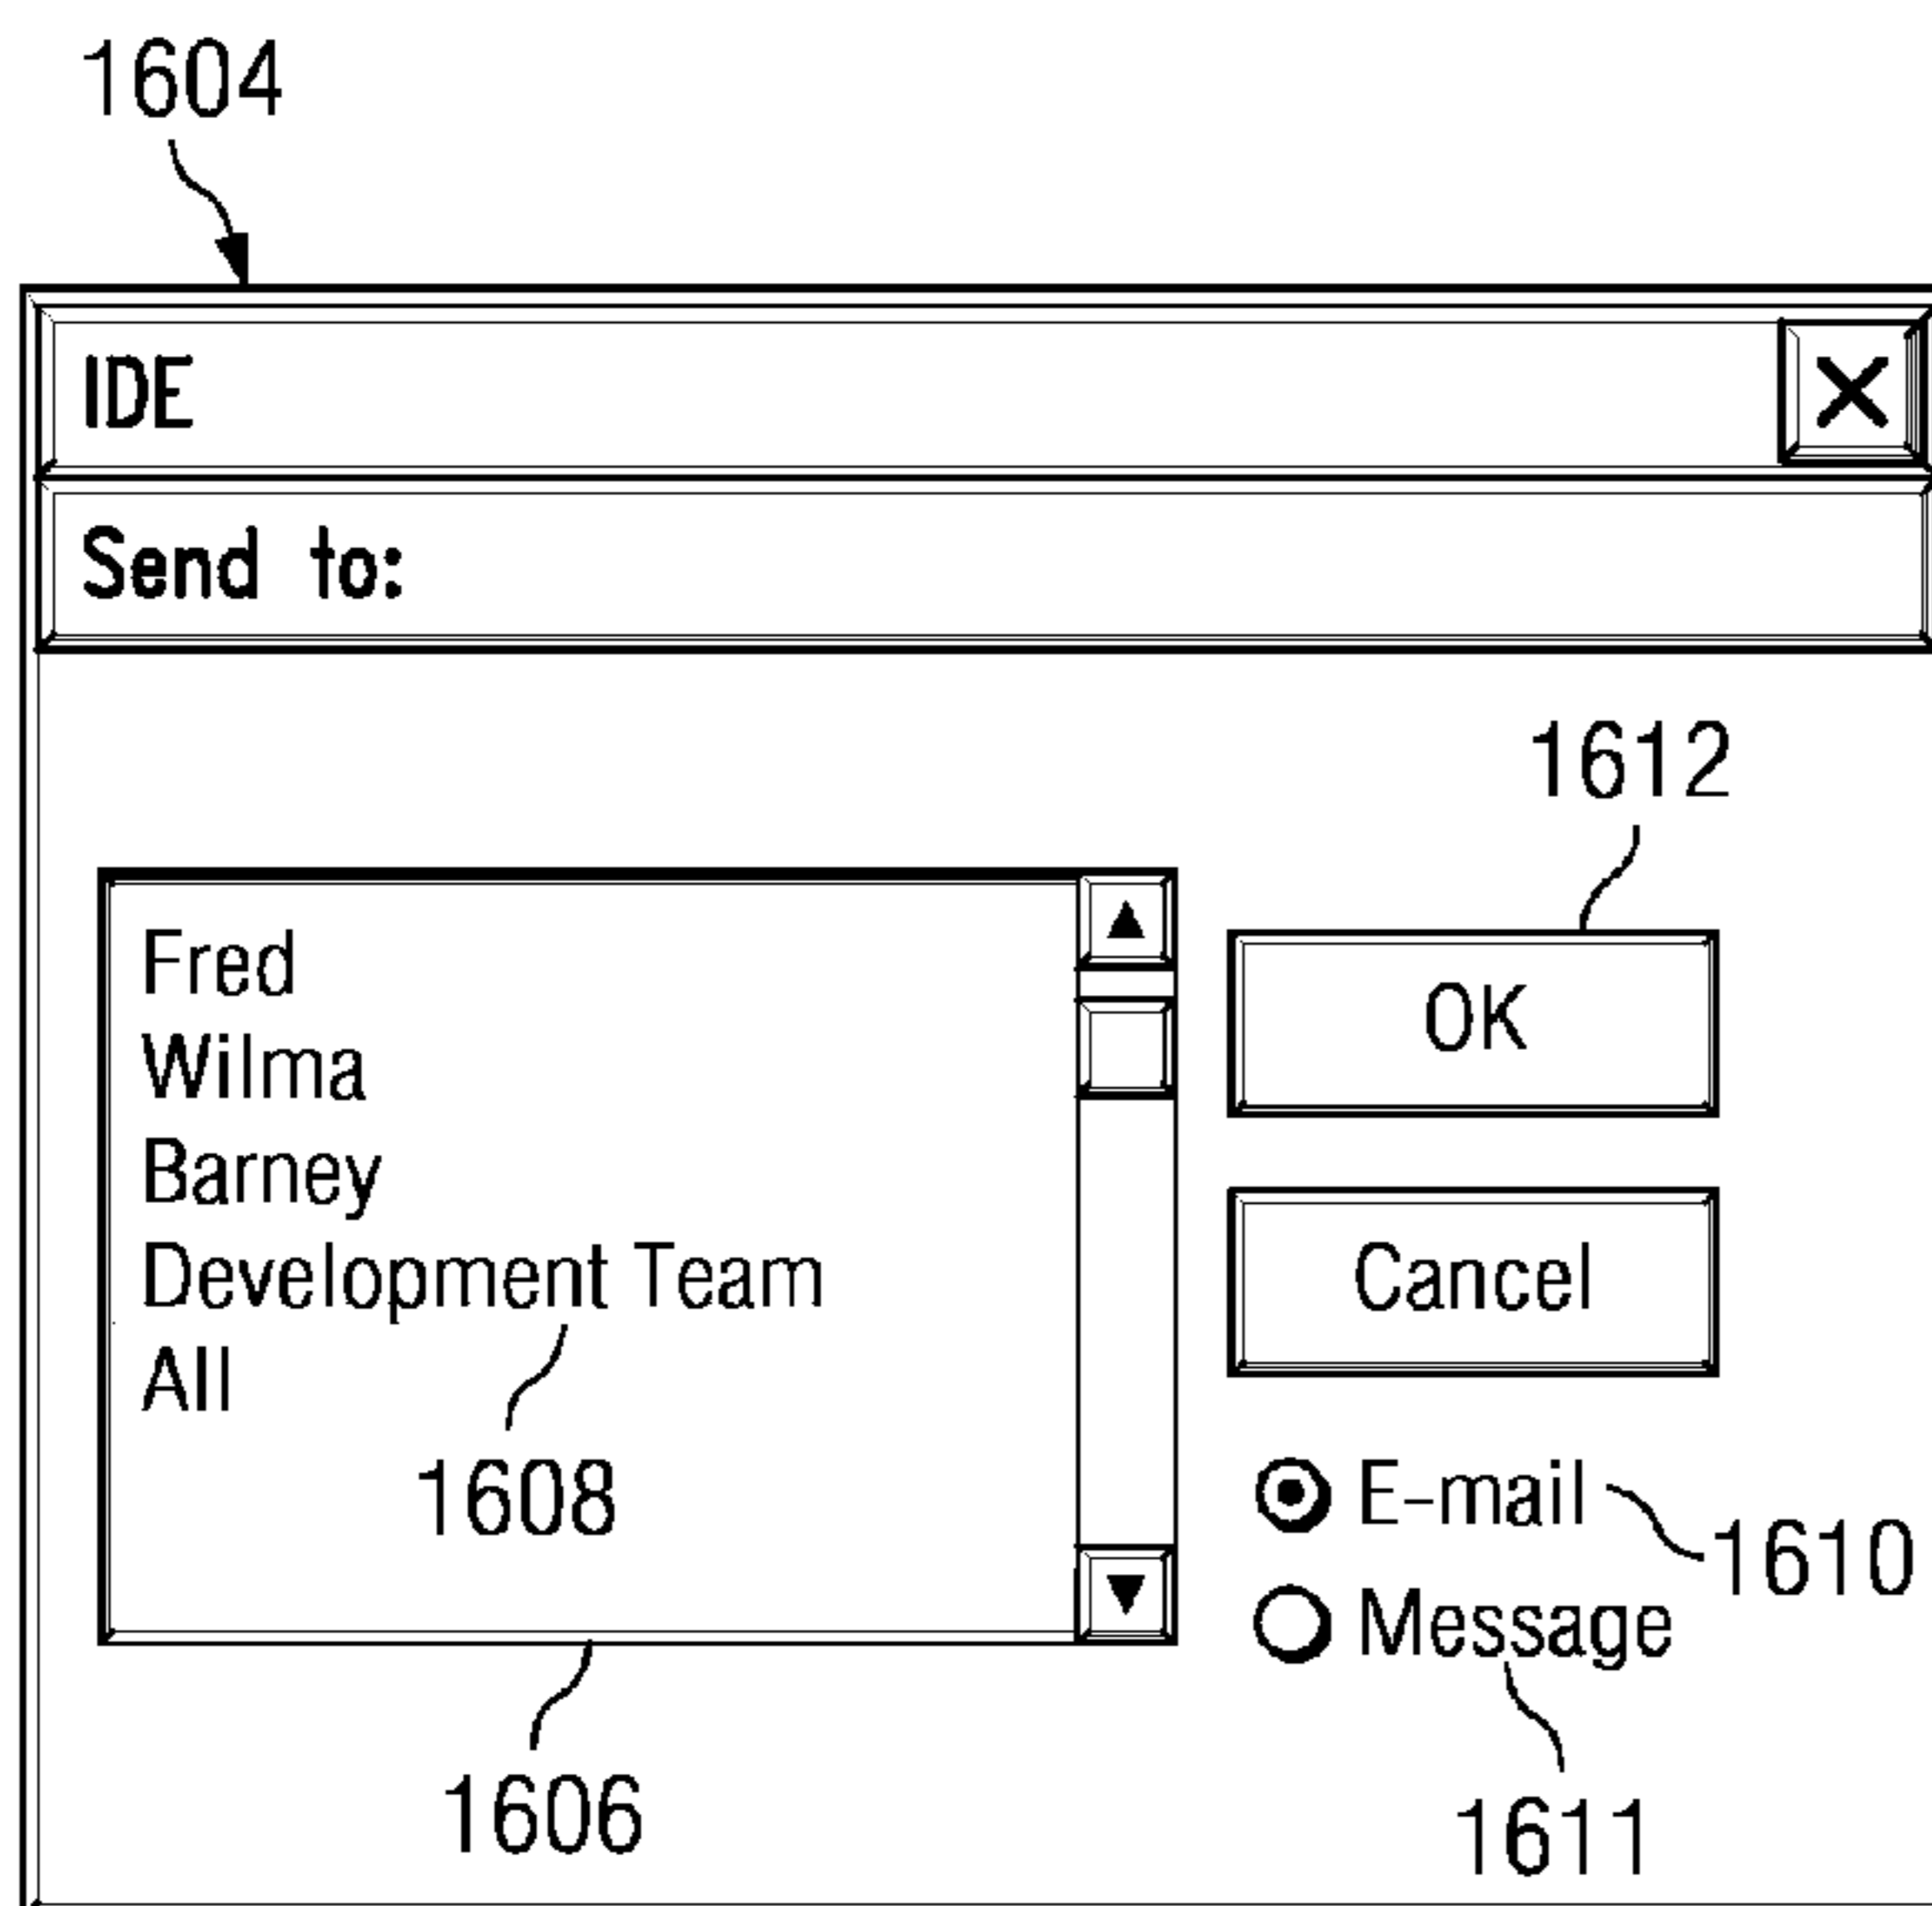 1604
IDE
Send to:
1612
Fred
Wilma
Barney
Development Team
All
1608
OK
Cancel
E-mail
1610
Message
1606
1611